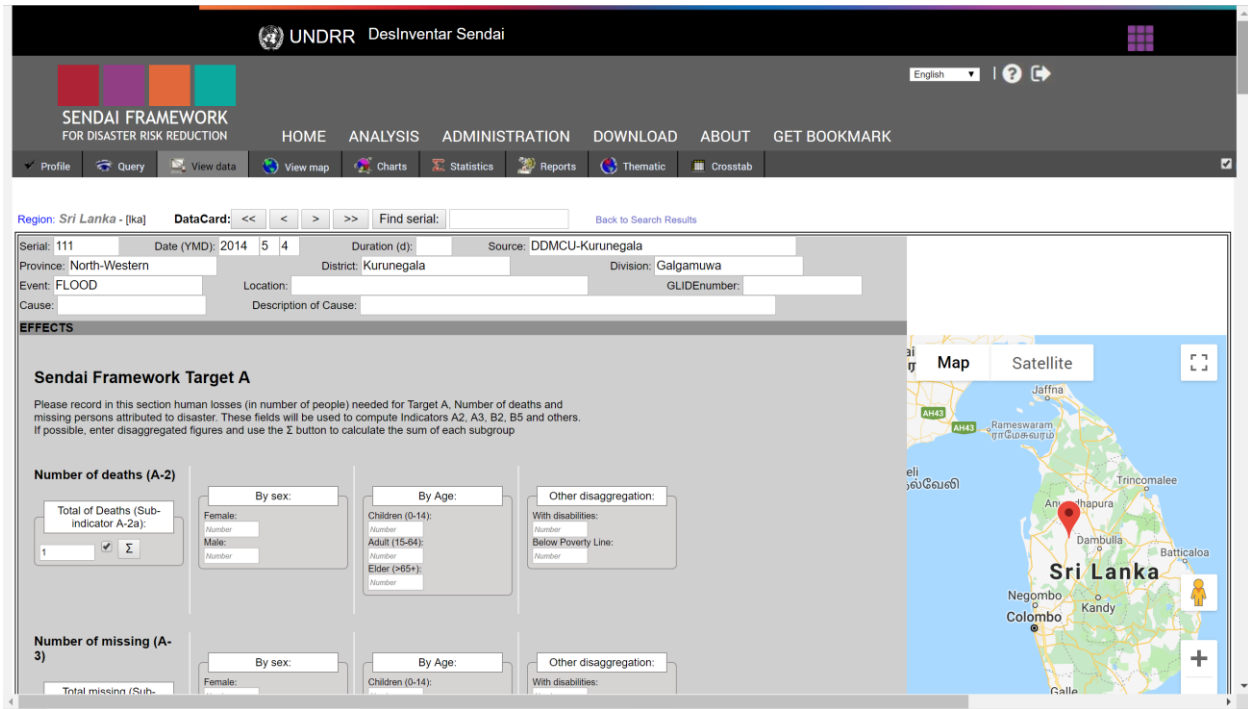 UNDRR DesInventar Sendai
English
SENDAI FRAMEWORK
FOR DISASTER RISK REDUCTION
HOME ANALYSIS ADMINISTRATION DOWNLOAD ABOUT GET BOOKMARK
Profile Query View data View map Charts Statistics Reports Thematic Crosstab
Region: Sri Lanka - [lka] DataCard: << < > >> Find serial: Back to Search Results
Serial: 111 Date (YMD): 2014 5 4 Duration (d): Source: DDMCU-Kurunegala
Province: North-Western District: Kurunegala Division: Galgamuwa
Event: FLOOD Location: GLIDEnumber:
Cause: Description of Cause:
EFFECTS
Sendai Framework Target A
Please record in this section human losses (in number of people) needed for Target A, Number of deaths and
missing persons attributed to disaster. These fields will be used to compute Indicators A2, A3, B2, B5 and others.
If possible, enter disaggregated figures and use the Σ button to calculate the sum of each subgroup
Number of deaths (A-2)
Total of Deaths (Sub-
indicator A-2a):
1 Σ
By sex:
Female:
Number
Male:
Number
By Age:
Children (0-14):
Number
Adult (15-64):
Number
Elder (>65+):
Number
Other disaggregation:
With disabilities:
Number
Below Poverty Line:
Number
Number of missing (A-
3)
Total missing (Sub-
By sex:
Female:
By Age:
Children (0-14):
Other disaggregation:
With disabilities:
Map Satellite
Jaffna
AH43
AH43
Rameswaram
ராமேசுவரம்
Trincomalee
Dambulla
Batticaloa
Sri Lanka
Negombo
Kandy
Colombo
Galle
+